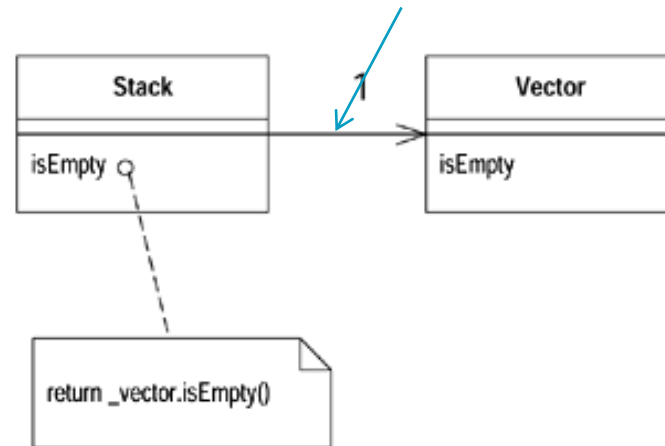 Stack
1
Vector
isEmpty
isEmpty
return _vector.isEmpty()